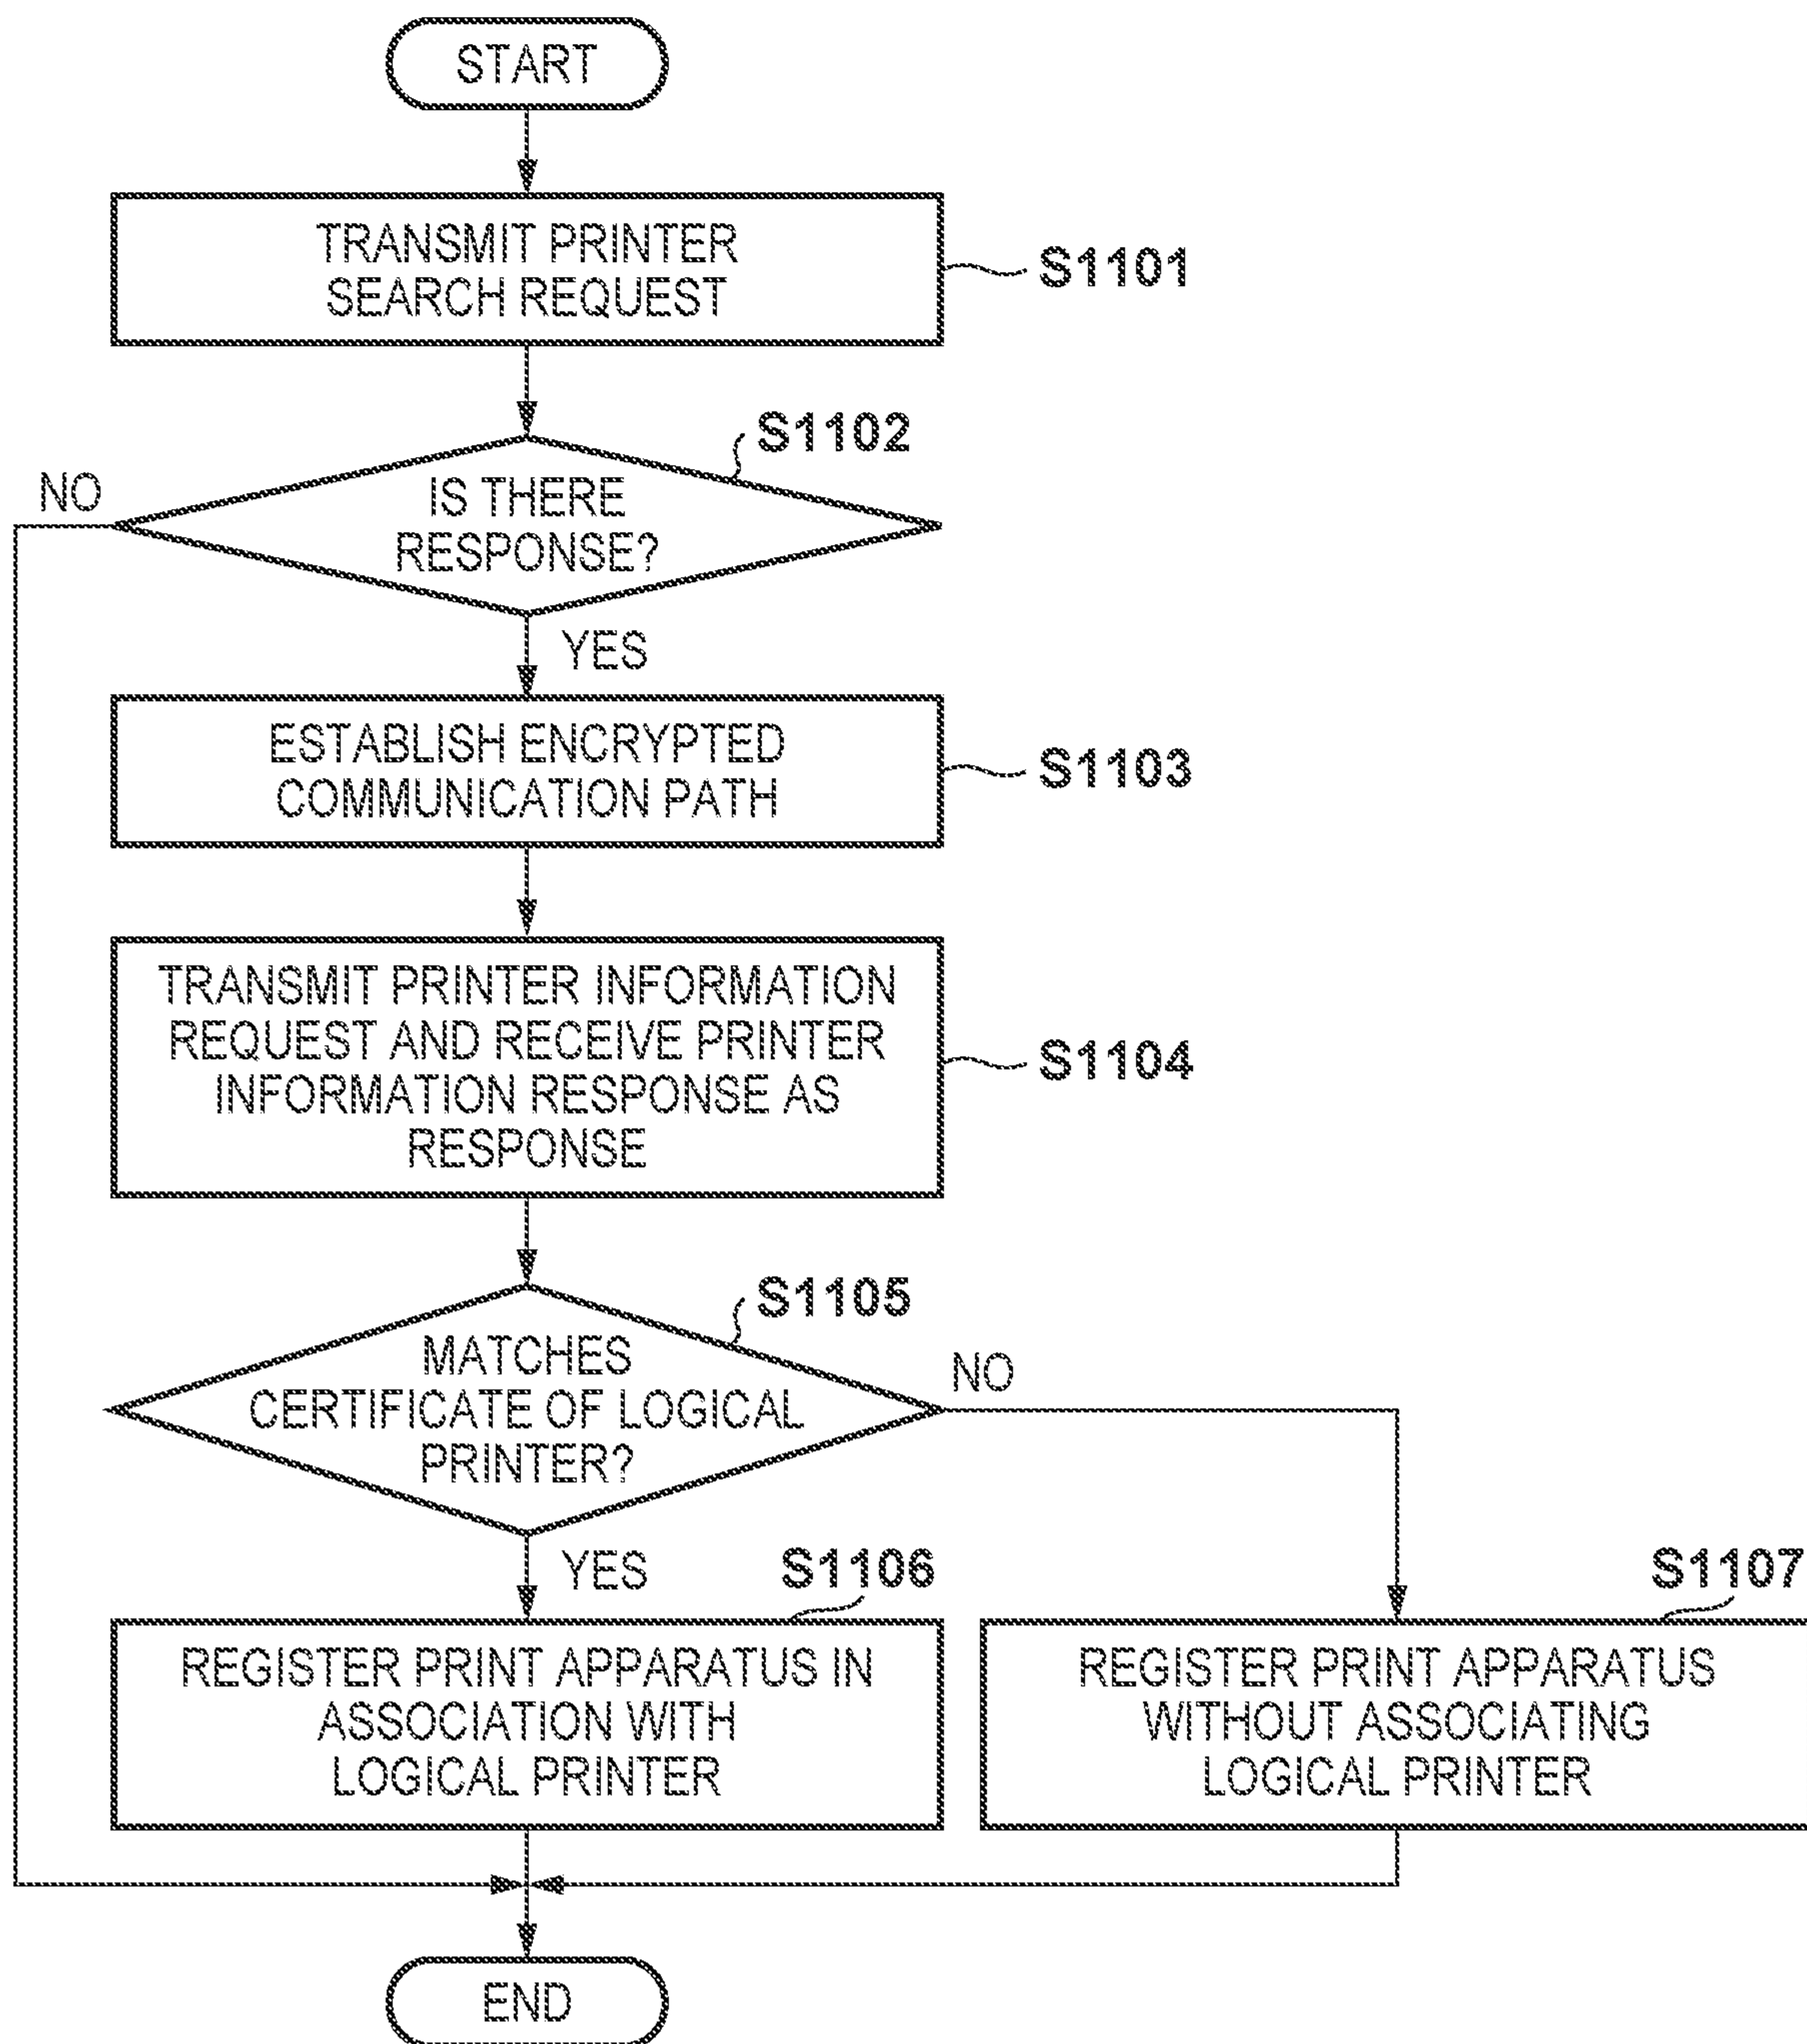 START
TRANSMIT PRINTER
SEARCH REQUEST
S1101
S1102
NO
IS THERE
RESPONSE?
YES
ESTABLISH ENCRYPTED
COMMUNICATION PATH
S1103
TRANSMIT PRINTER INFORMATION
REQUEST AND RECEIVE PRINTER
INFORMATION RESPONSE AS
RESPONSE
S1104
S1105
MATCHES
CERTIFICATE OF LOGICAL
PRINTER?
NO
YES
S1106
REGISTER PRINT APPARATUS IN
ASSOCIATION WITH
LOGICAL PRINTER
S1107
REGISTER PRINT APPARATUS
WITHOUT ASSOCIATING
LOGICAL PRINTER
END